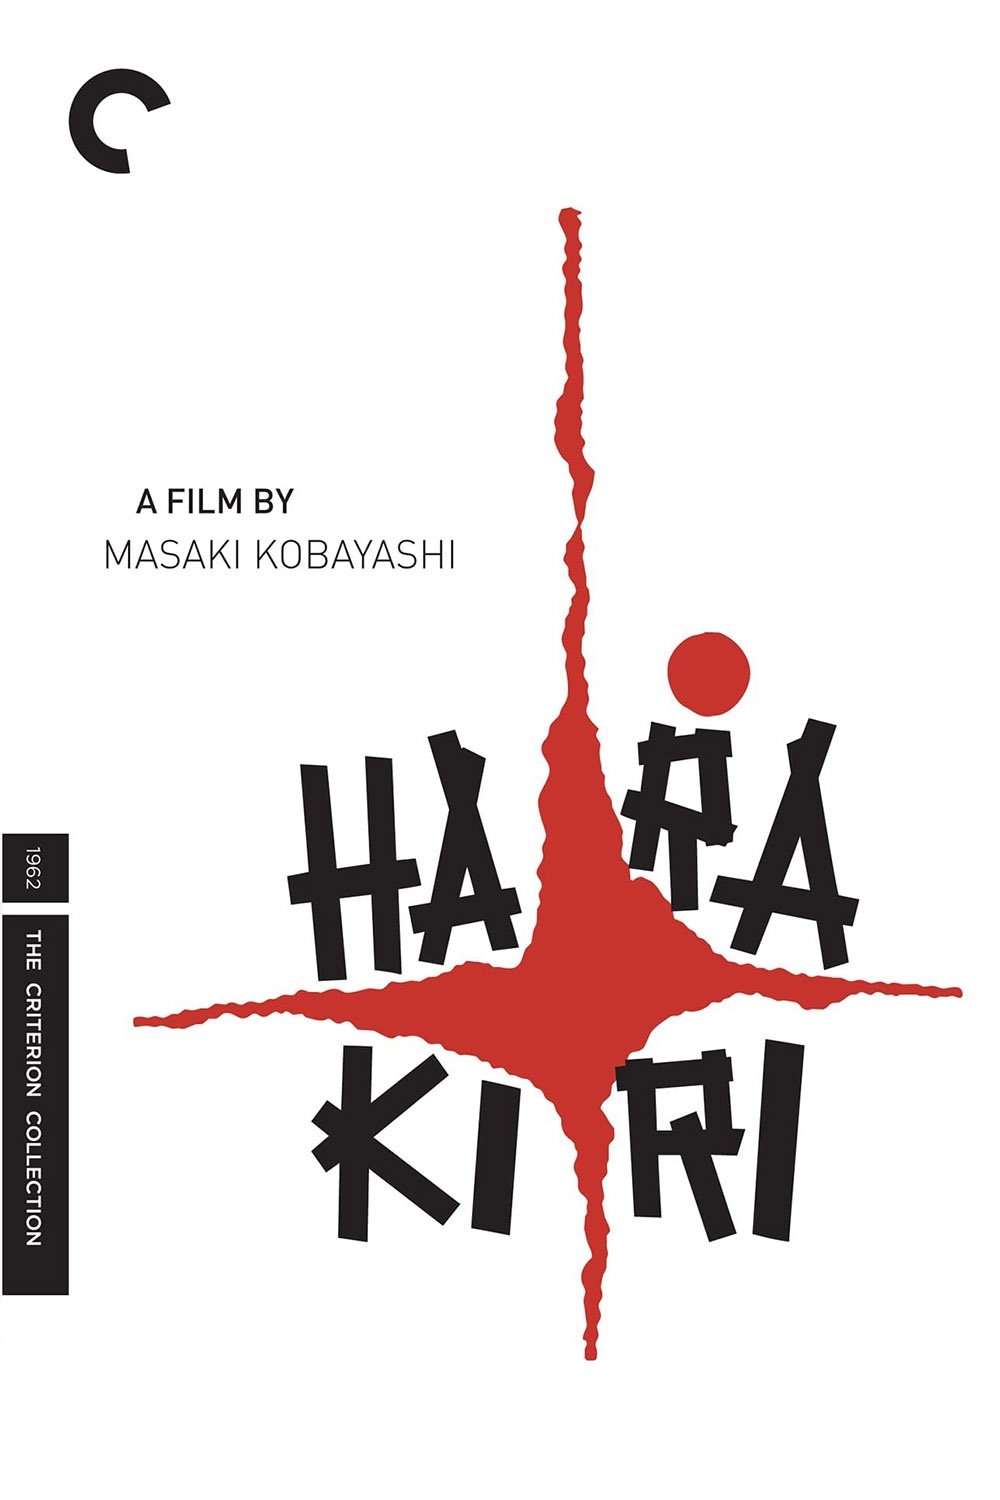 A FILM BY
MASAKI KOBAYASHI
HARA
KIRI
1962
THE CRITERION COLLECTION